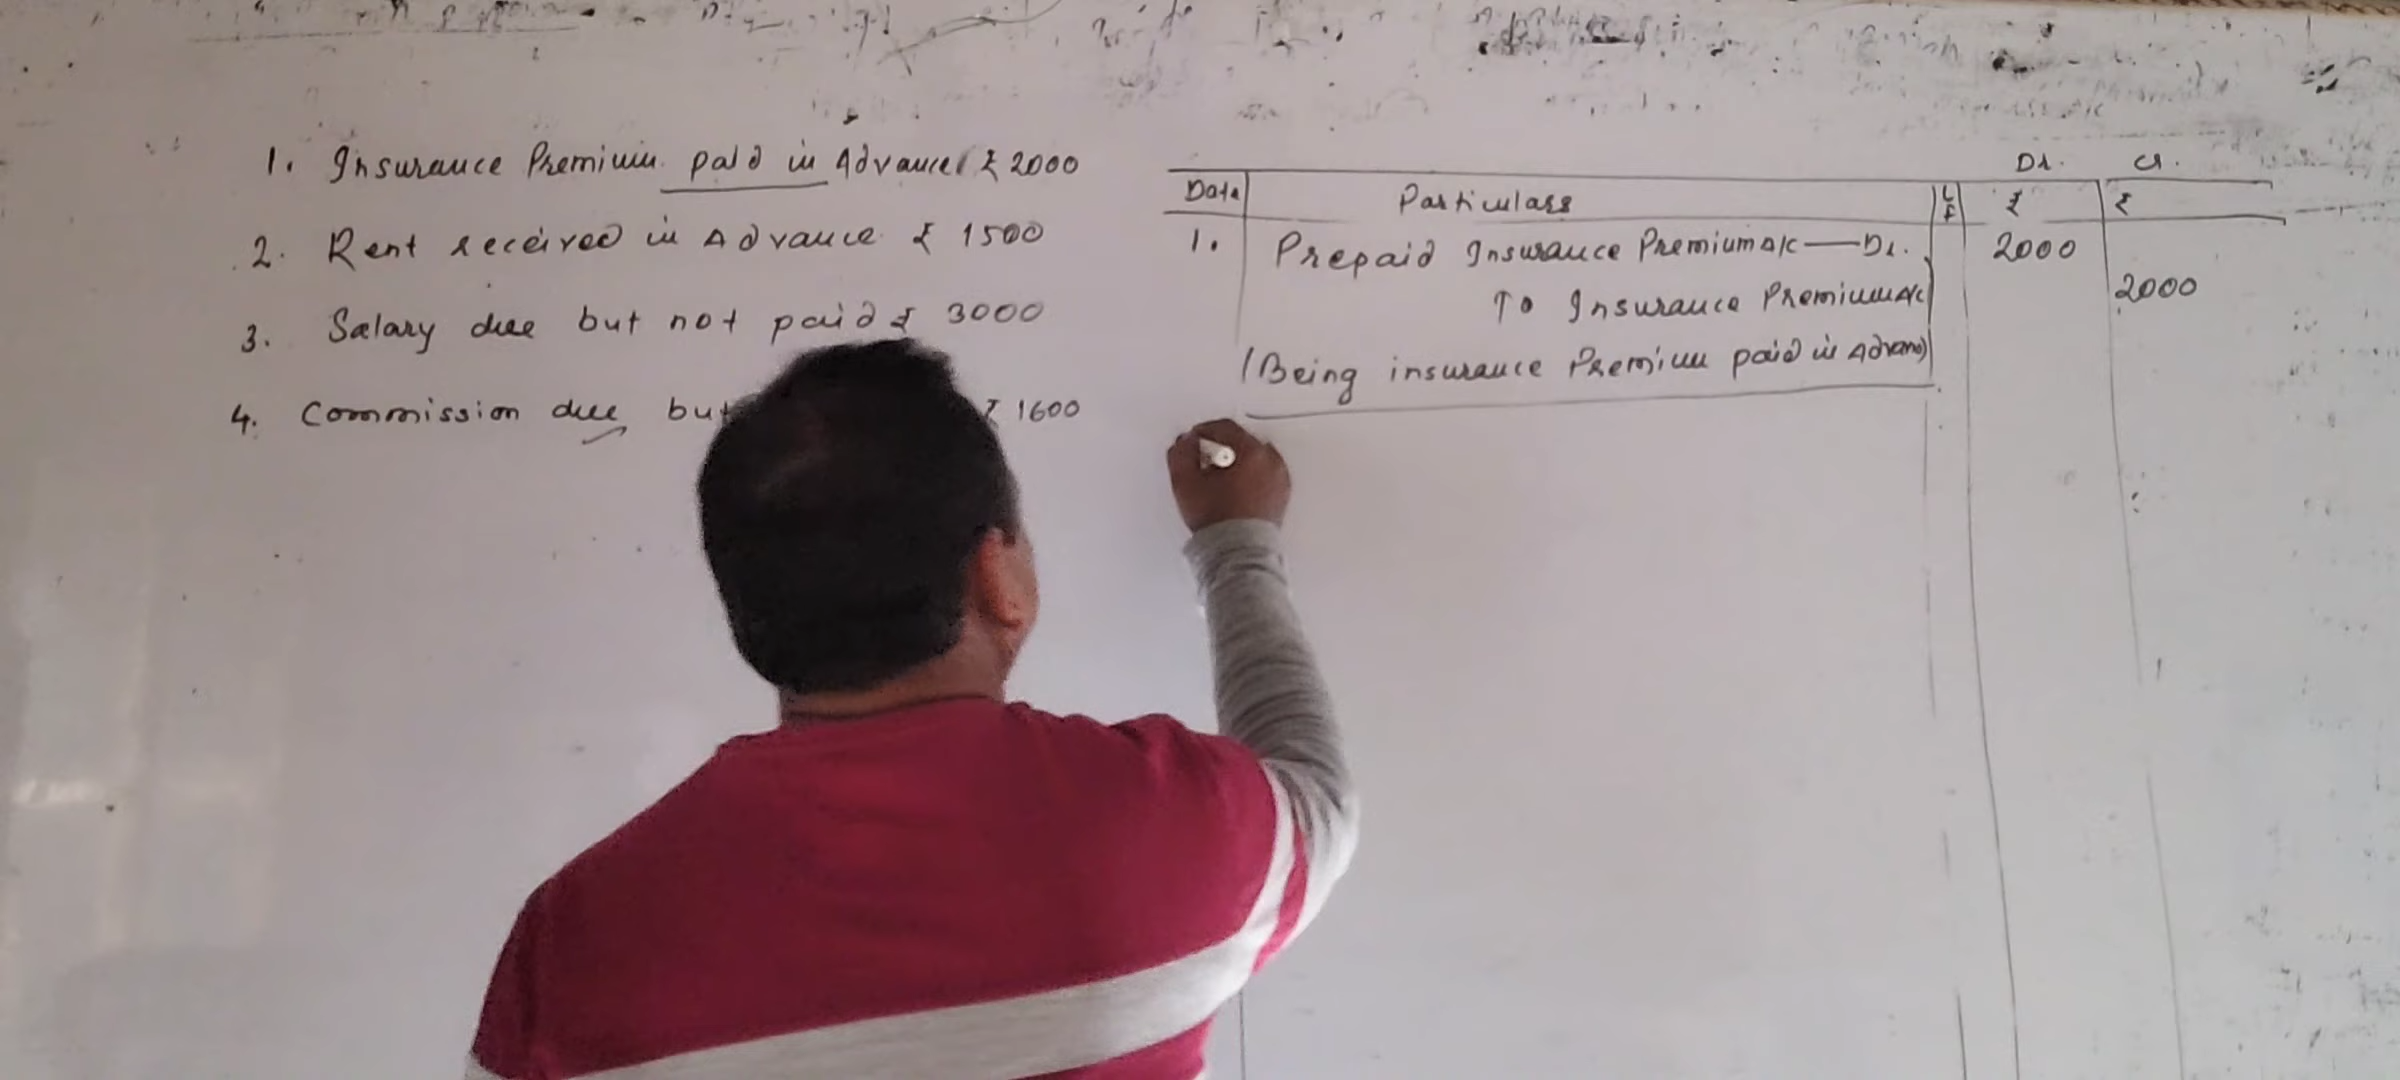 1. Insurance Premium paid in Advance ₹ 2000
2. Rent received in Advance ₹ 1500
3. Salary due but not paid ₹ 3000
4. Commission due but ₹ 1600
Dr. Cr.
Date Particulars LF ₹ ₹
1. Prepaid Insurance Premium A/c — Dr. 2000
To Insurance Premium A/c 2000
(Being insurance Premium paid in Advance)